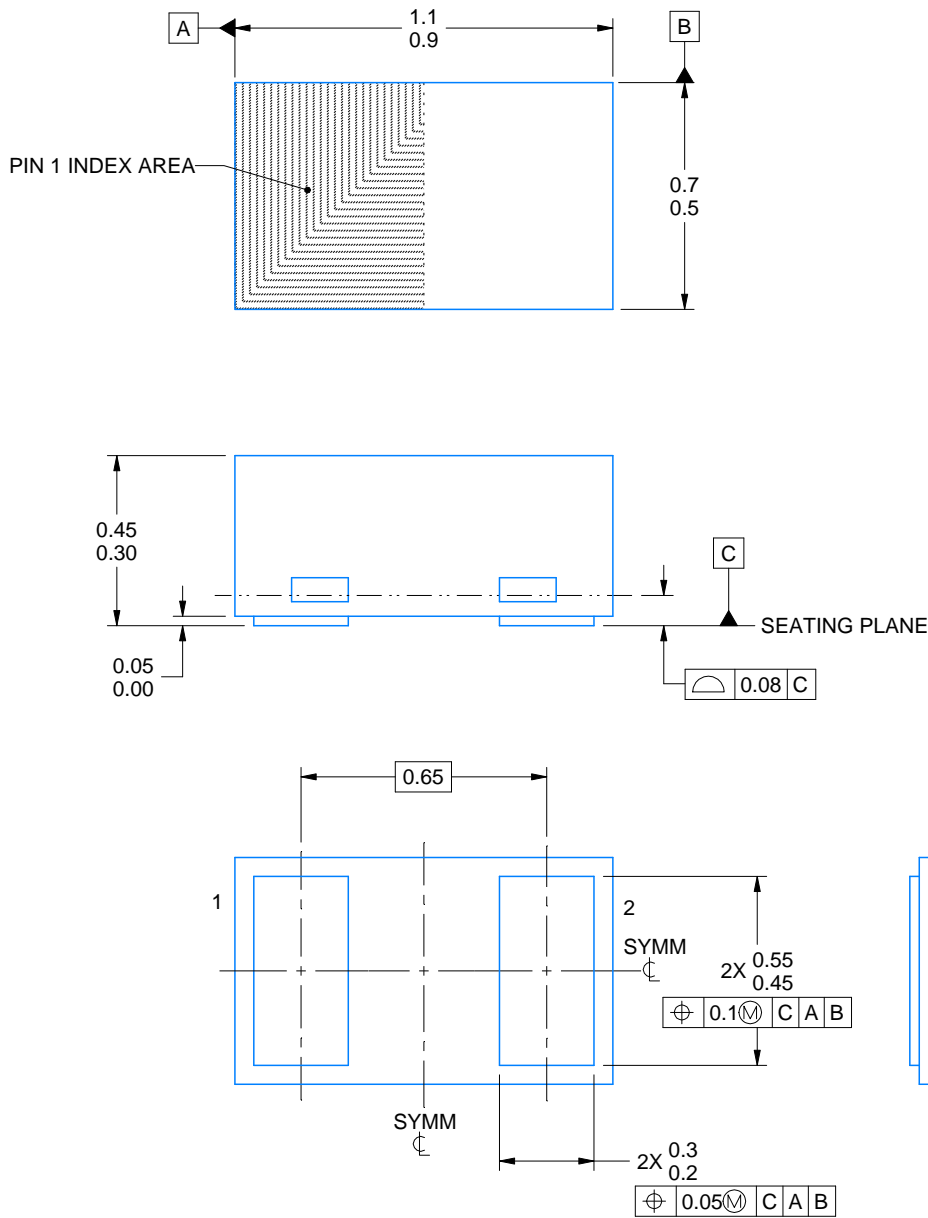 A
1.1
0.9
B
PIN 1 INDEX AREA
0.7
0.5
0.45
0.30
C
SEATING PLANE
0.05
0.00
0.08 C
0.65
1
2
SYMM
℄
2X 0.55
0.45
0.1Ⓜ C A B
SYMM
℄
2X 0.3
0.2
0.05Ⓜ C A B